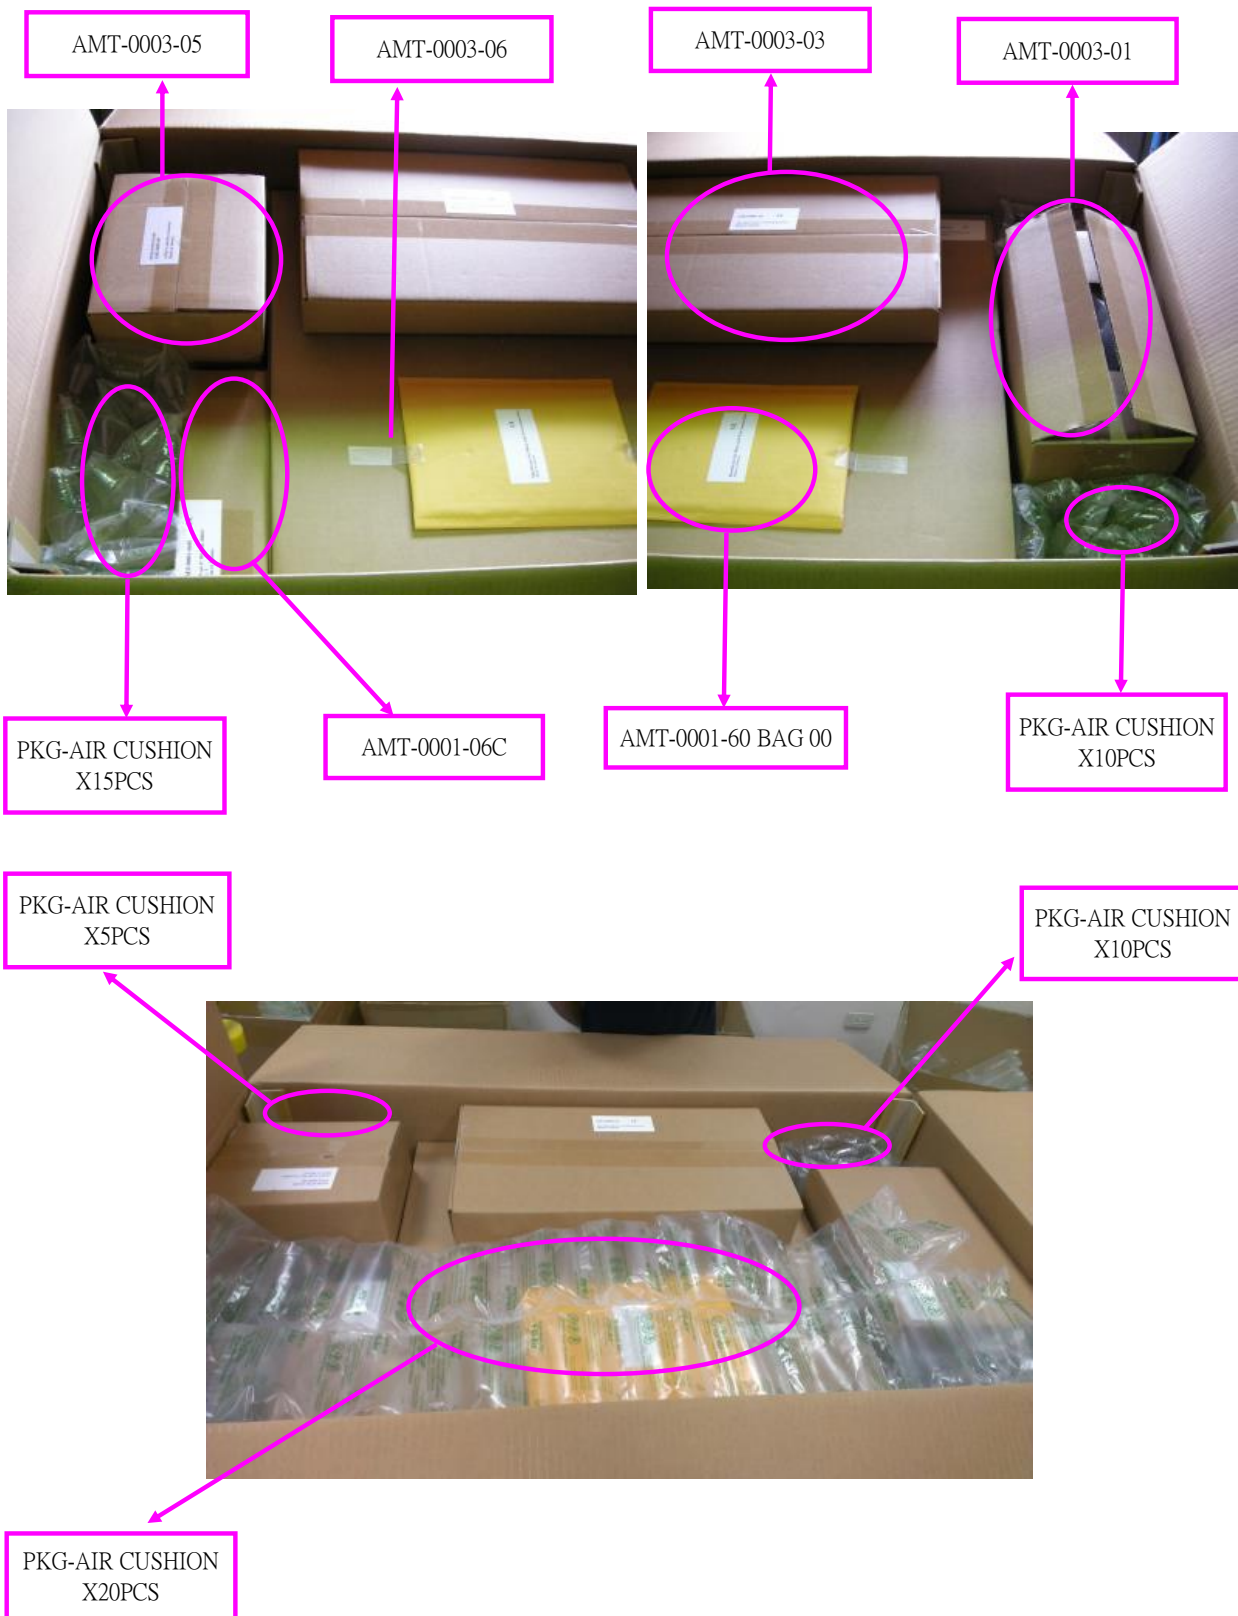 AMT-0003-05
AMT-0003-06
AMT-0003-03
AMT-0003-01
PKG-AIR CUSHION
X15PCS
AMT-0001-06C
AMT-0001-60 BAG 00
PKG-AIR CUSHION
X10PCS
PKG-AIR CUSHION
X5PCS
PKG-AIR CUSHION
X10PCS
PKG-AIR CUSHION
X20PCS